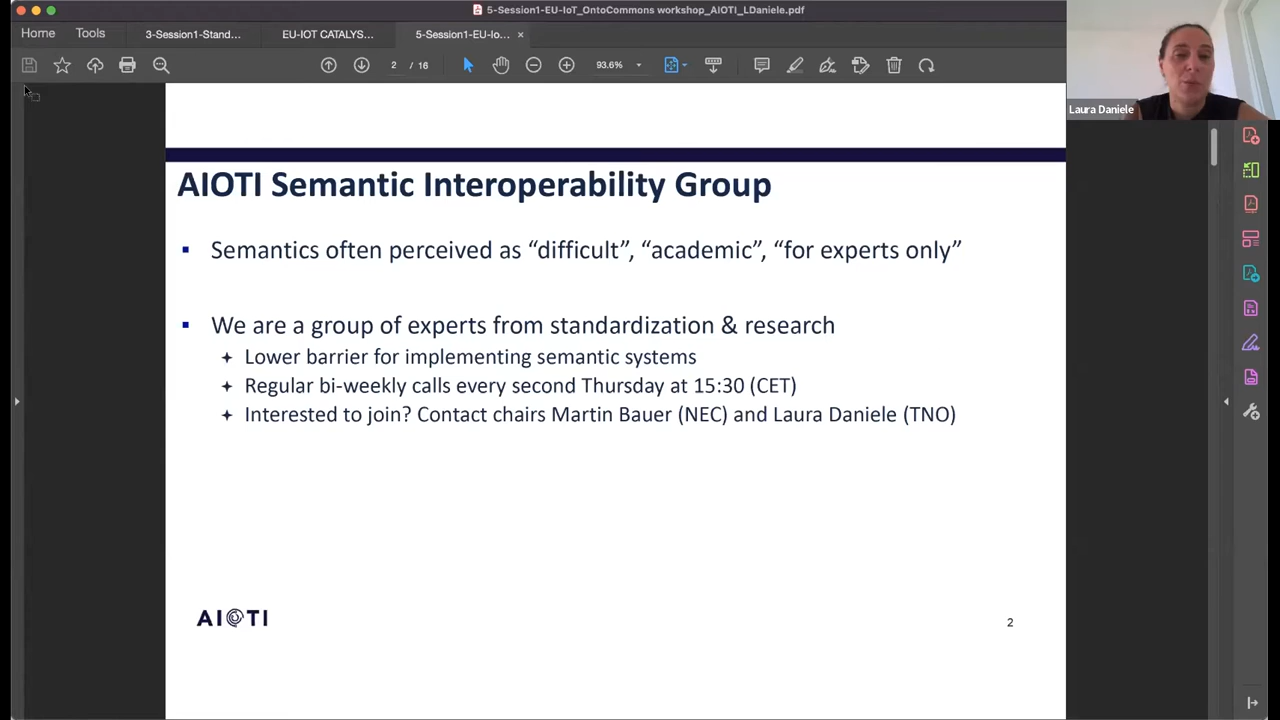 5-Session1-EU-IoT_OntoCommons workshop_AIOTI_LDaniele.pdf
Home
Tools
3-Session1-Stand...
EU-IOT CATALYS...
5-Session1-EU-Io...
2 / 16
93.6%
Laura Daniele
AIOTI Semantic Interoperability Group
Semantics often perceived as “difficult”, “academic”, “for experts only”
We are a group of experts from standardization & research
Lower barrier for implementing semantic systems
Regular bi-weekly calls every second Thursday at 15:30 (CET)
Interested to join? Contact chairs Martin Bauer (NEC) and Laura Daniele (TNO)
AIOTI
2